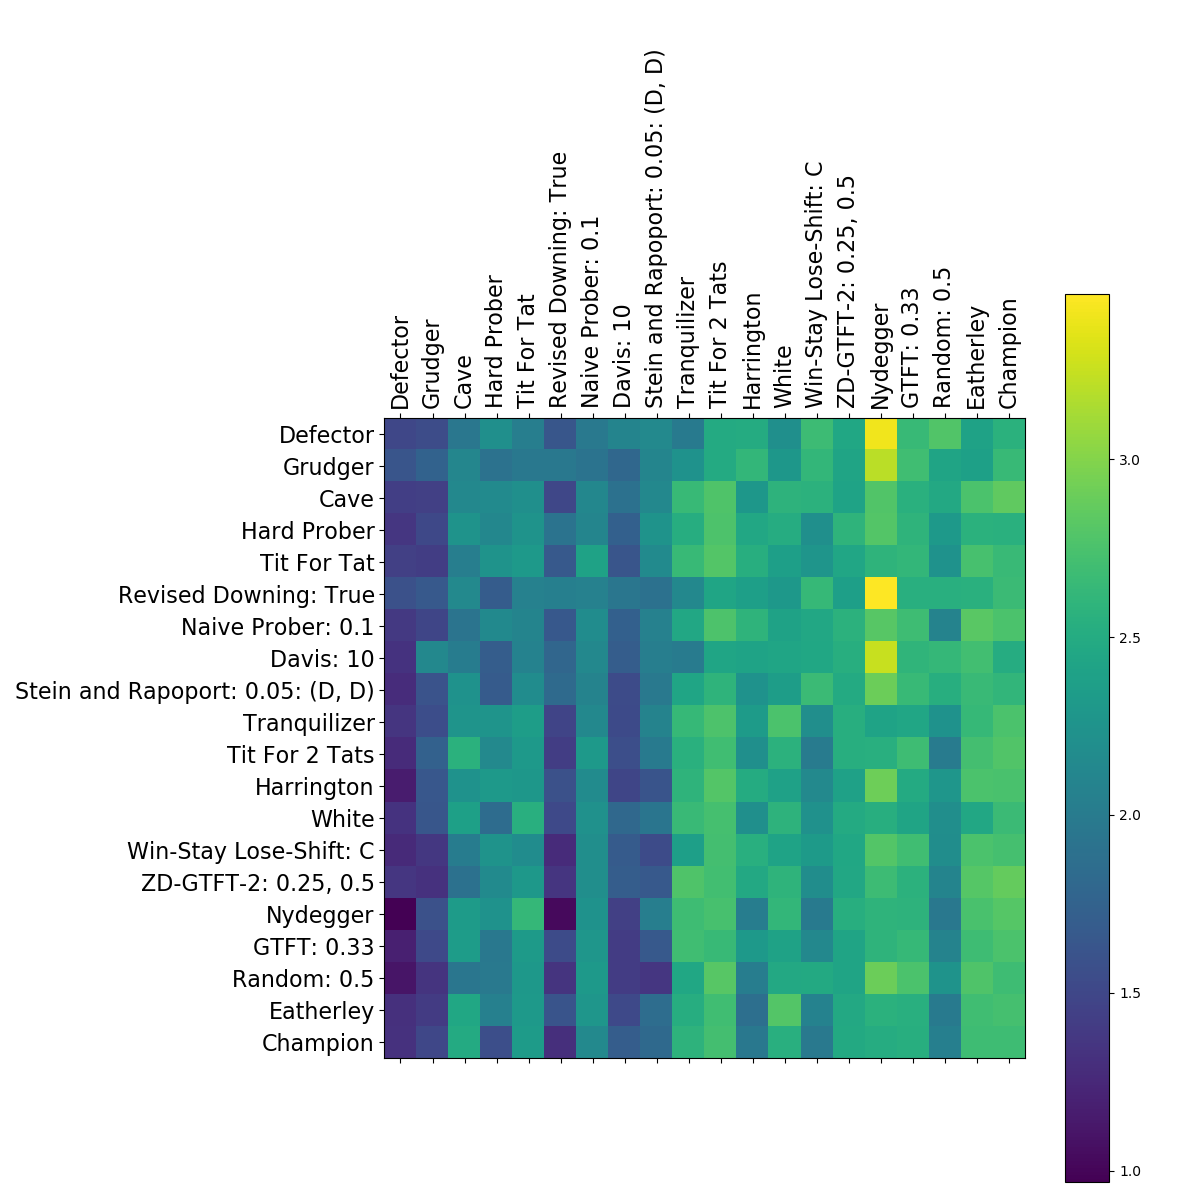 Defector
Grudger
Cave
Hard Prober
Tit For Tat
Revised Downing: True
Naive Prober: 0.1
Davis: 10
Stein and Rapoport: 0.05: (D, D)
Tranquilizer
Tit For 2 Tats
Harrington
White
Win-Stay Lose-Shift: C
ZD-GTFT-2: 0.25, 0.5
Nydegger
GTFT: 0.33
Random: 0.5
Eatherley
Champion
Defector
Grudger
Cave
Hard Prober
Tit For Tat
Revised Downing: True
Naive Prober: 0.1
Davis: 10
Stein and Rapoport: 0.05: (D, D)
Tranquilizer
Tit For 2 Tats
Harrington
White
Win-Stay Lose-Shift: C
ZD-GTFT-2: 0.25, 0.5
Nydegger
GTFT: 0.33
Random: 0.5
Eatherley
Champion
3.0
2.5
2.0
1.5
1.0